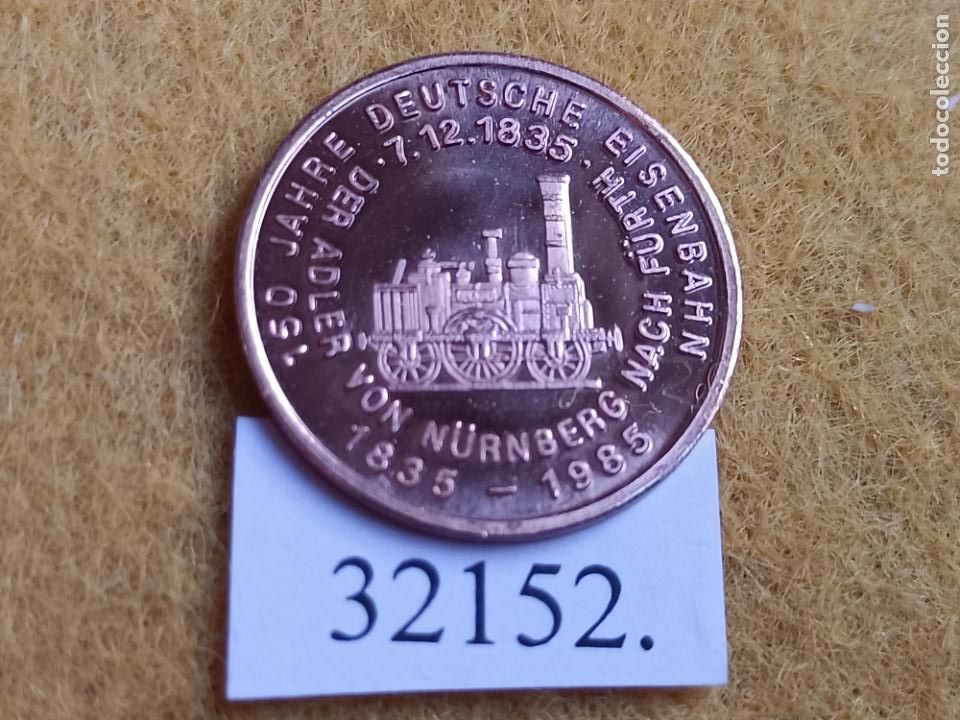 150 JAHRE DEUTSCHE EISENBAHN
1835 – 1985
DER ADLER VON NÜRNBERG NACH FÜRTH
· 7.12.1835 ·
32152.
todocoleccion